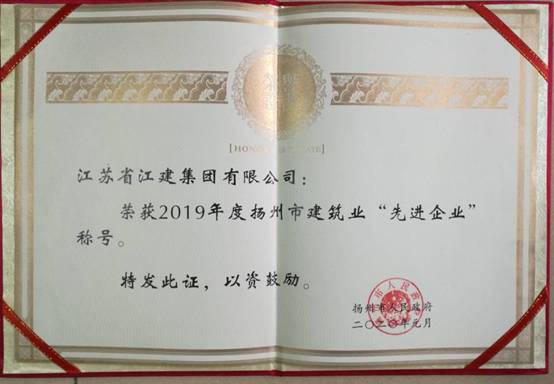 [HONOR CERTIFICATE]
江苏省江建集团有限公司：
荣获2019年度扬州市建筑业“先进企业”
称号。
特发此证，以资鼓励。
扬州市人民政府
二〇二〇年元月